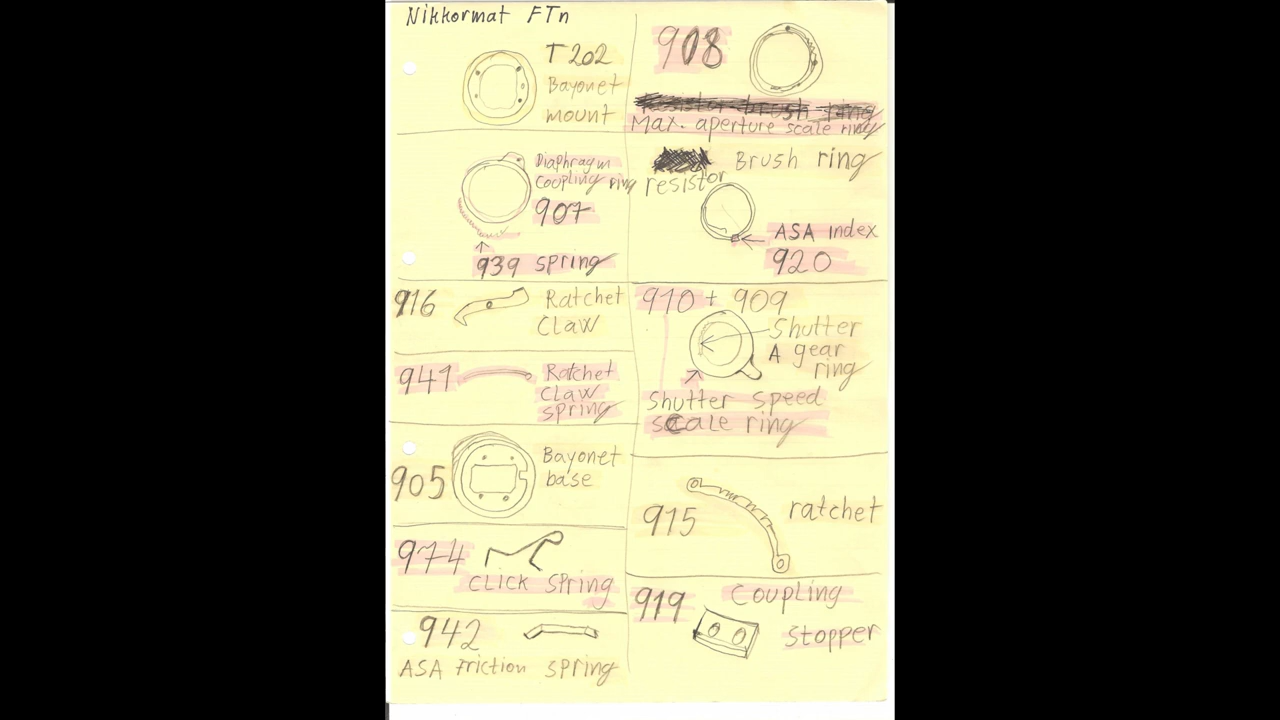 Nikkormat FTn
T202
Bayonet
mount
Diaphragm
Coupling ring
907
939 spring
916
Ratchet
Claw
941
Ratchet
Claw
spring
905
Bayonet
base
974
Click spring
942
ASA Friction spring
908
Max. aperture scale ring
Brush ring
resistor
ASA index
920
910 + 909
Shutter
A gear
ring
Shutter speed
scale ring
915
ratchet
919
Coupling
stopper